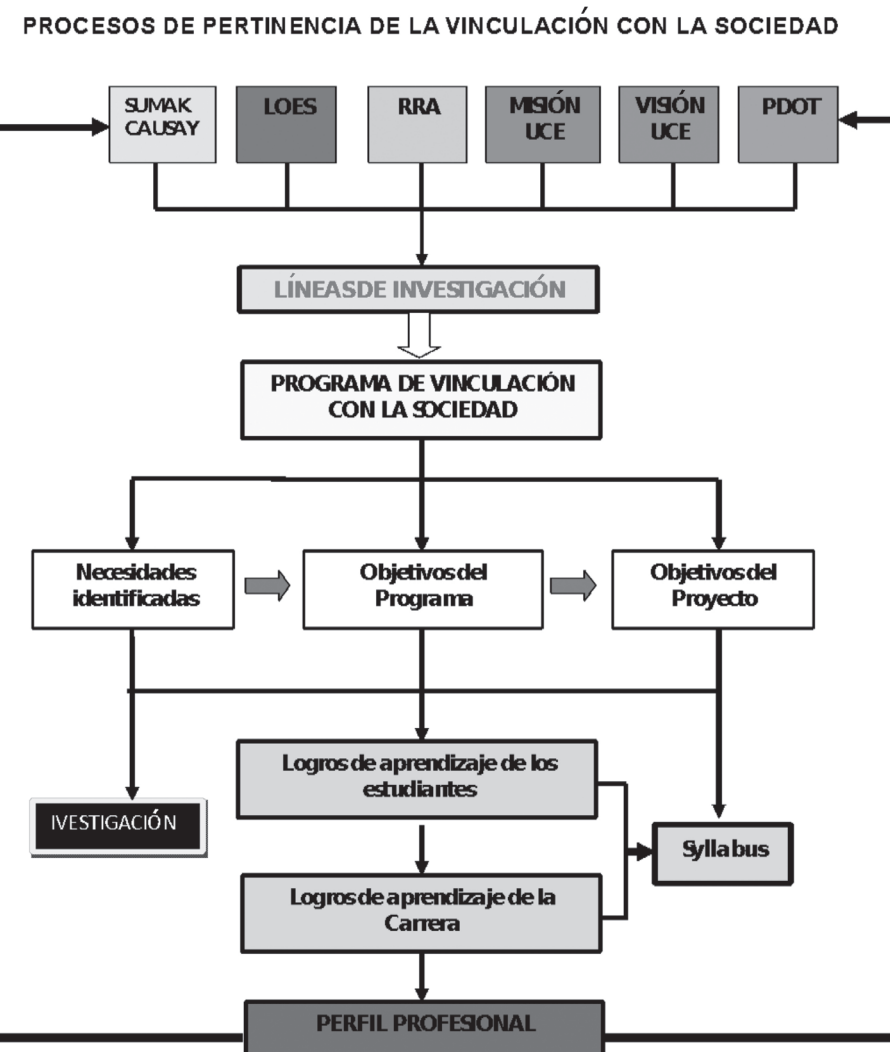 PROCESOS DE PERTINENCIA DE LA VINCULACIÓN CON LA SOCIEDAD
SUMAK
CAUSAY
LOES
RRA
MISIÓN
UCE
VISIÓN
UCE
PDOT
LÍNEAS DE INVESTIGACIÓN
PROGRAMA DE VINCULACIÓN
CON LA SOCIEDAD
Necesidades
identificadas
Objetivos del
Programa
Objetivos del
Proyecto
Logros de aprendizaje de los
estudiantes
IVESTIGACIÓN
Syllabus
Logros de aprendizaje de la
Carrera
PERFIL PROFESIONAL